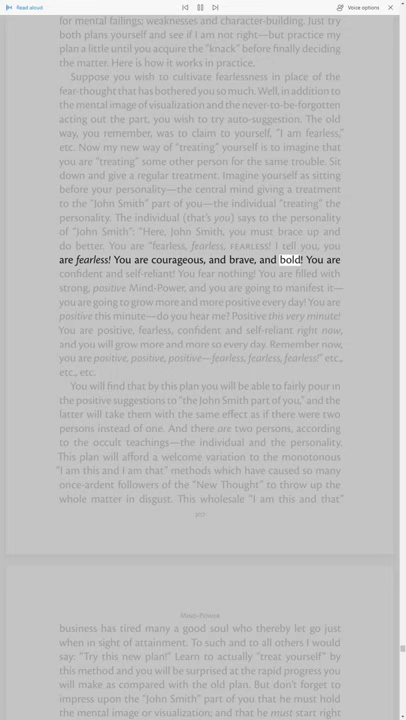 Read aloud
Voice options
for mental failings; weaknesses and character-building. Just try
both plans yourself and see if I am not right—but practice my
plan a little until you acquire the "knack" before finally deciding
the matter. Here is how it works in practice.
Suppose you wish to cultivate fearlessness in place of the
fear-thought that has bothered you so much. Well, in addition to
the mental image of visualization and the never-to-be-forgotten
acting out the part, you wish to try auto-suggestion. The old
way, you remember, was to claim to yourself, "I am fearless,"
etc. Now my new way of "treating" yourself is to imagine that
you are "treating" some other person for the same trouble. Sit
down and give a regular treatment. Imagine yourself as sitting
before your personality—the central mind giving a treatment
to the "John Smith" part of you—the individual "treating" the
personality. The individual (that's you) says to the personality
of "John Smith": "Here, John Smith, you must brace up and
do better. You are "fearless, fearless, FEARLESS! I tell you, you
are fearless! You are courageous, and brave, and bold! You are
confident and self-reliant! You fear nothing! You are filled with
strong, positive Mind-Power, and you are going to manifest it—
you are going to grow more and more positive every day! You are
positive this minute—do you hear me? Positive this very minute!
You are positive, fearless, confident and self-reliant right now,
and you will grow more and more so every day. Remember now,
you are positive, positive, positive—fearless, fearless, fearless!" etc.,
etc., etc.
You will find that by this plan you will be able to fairly pour in
the positive suggestions to "the John Smith part of you," and the
latter will take them with the same effect as if there were two
persons instead of one. And there are two persons, according
to the occult teachings—the individual and the personality.
This plan will afford a welcome variation to the monotonous
"I am this and I am that" methods which have caused so many
once-ardent followers of the "New Thought" to throw up the
whole matter in disgust. This wholesale "I am this and that"
307
Mind-Power
business has tired many a good soul who thereby let go just
when in sight of attainment. To such and to all others I would
say: "Try this new plan!" Learn to actually "treat yourself" by
this method and you will be surprised at the rapid progress you
will make as compared with the old plan. But don't forget to
impress upon the "John Smith" part of you that he must hold
the mental image or visualization; and that he must start right